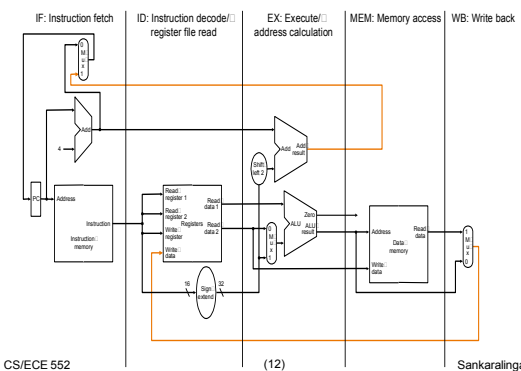 IF: Instruction fetch
ID: Instruction decode/
register file read
EX: Execute/
address calculation
MEM: Memory access
WB: Write back
0
M
u
x
1
Add
4
PC
Address
Instruction
Instruction
memory
Read
register 1
Read
register 2
Write
register
Write
data
Registers
Read
data 1
Read
data 2
16
Sign
extend
32
Shift
left 2
Add
Add
result
0
M
u
x
1
Zero
ALU
ALU
result
Address
Write
data
Data
memory
Read
data
1
M
u
x
0
CS/ECE 552
(12)
Sankaralinga